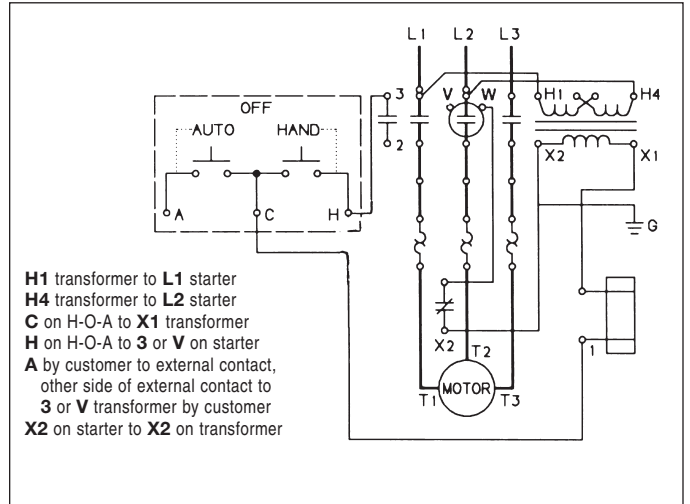 L1 L2 L3
OFF
AUTO HAND
3 V W H1 H4
2 X2 X1
A C H
G
X2
T2
1
T1 MOTOR T3
H1 transformer to L1 starter
H4 transformer to L2 starter
C on H-O-A to X1 transformer
H on H-O-A to 3 or V on starter
A by customer to external contact,
other side of external contact to
3 or V transformer by customer
X2 on starter to X2 on transformer